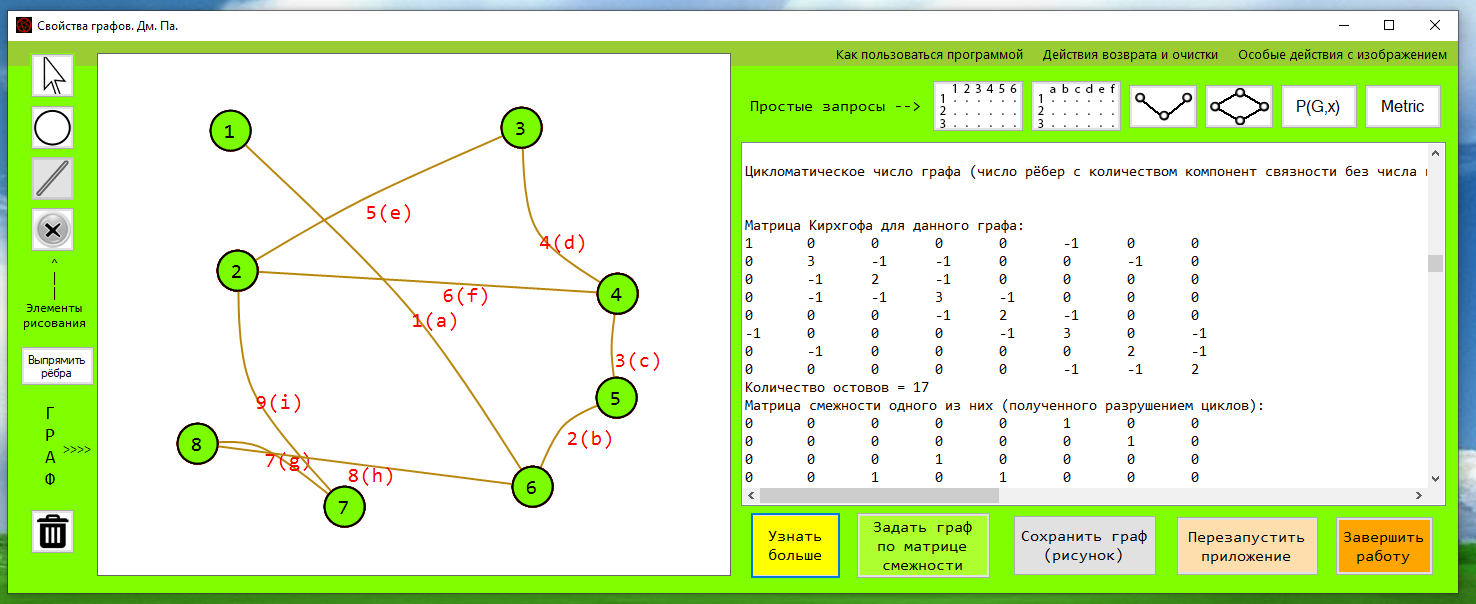 Свойства графов. Дм. Па.
Как пользоваться программой Действия возврата и очистки Особые действия с изображением
Простые запросы -->
1 2 3 4 5 6
1 . . . . . .
2 . . . . . .
3 . . . . . .
a b c d e f
1 . . . . . .
2 . . . . . .
3 . . . . . .
P(G,x)
Metric
^
|
|
Элементы
рисования
Выпрямить
рёбра
Г
Р
А
Ф
>>>>
1
3
5(e)
4(d)
2
4
6(f)
1(a)
3(c)
5
9(i)
2(b)
8
7(g)
8(h)
6
7
Цикломатическое число графа (число рёбер с количеством компонент связности без числа
Матрица Кирхгофа для данного графа:
1 0 0 0 0 -1 0 0
0 3 -1 -1 0 0 -1 0
0 -1 2 -1 0 0 0 0
0 -1 -1 3 -1 0 0 0
0 0 0 -1 2 -1 0 0
-1 0 0 0 -1 3 0 -1
0 -1 0 0 0 0 2 -1
0 0 0 0 0 -1 -1 2
Количество остовов = 17
Матрица смежности одного из них (полученного разрушением циклов):
0 0 0 0 0 1 0 0
0 0 0 0 0 0 1 0
0 0 0 1 0 0 0 0
0 0 1 0 1 0 0 0
Узнать
больше
Задать граф
по матрице
смежности
Сохранить граф
(рисунок)
Перезапустить
приложение
Завершить
работу